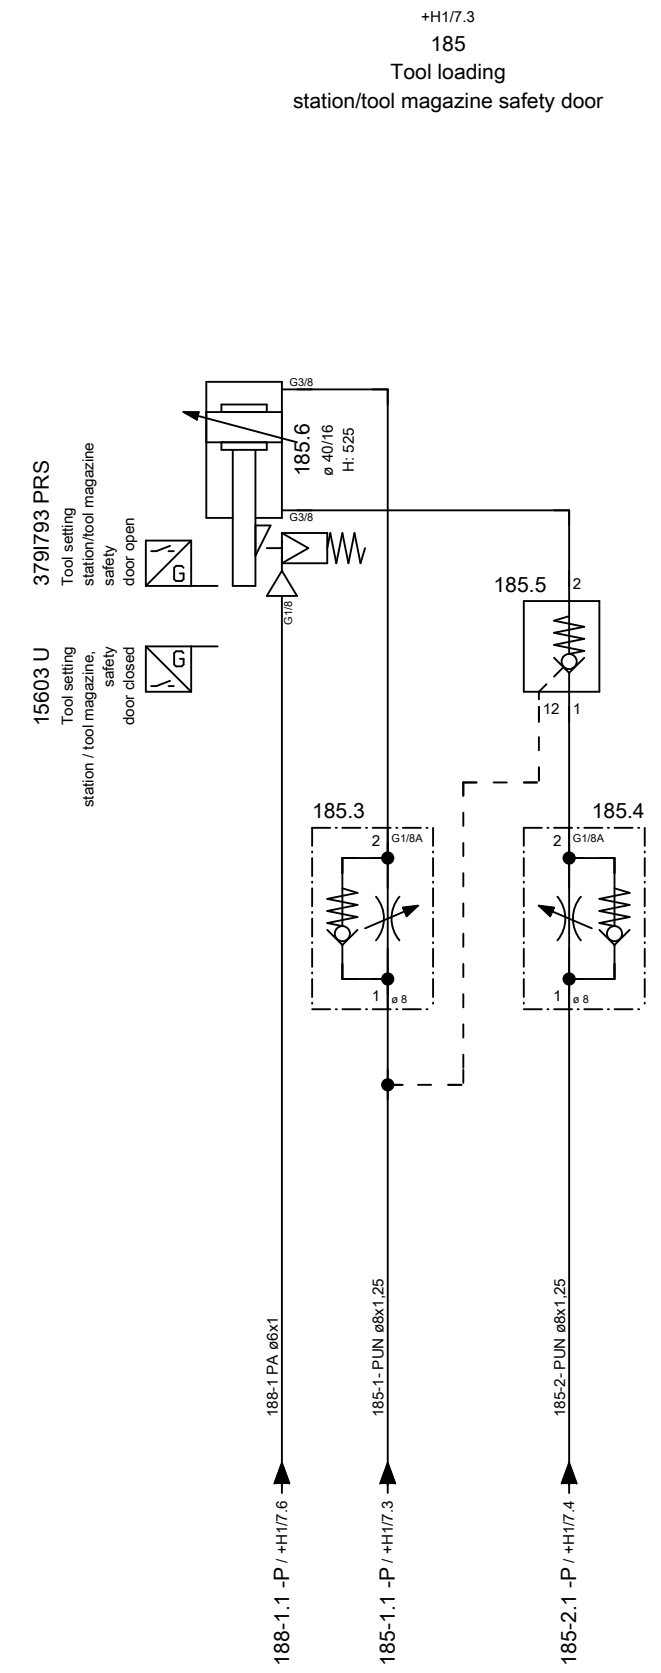 +H1/7.3
185
Tool loading
station/tool magazine safety door
379I793 PRS
Tool setting
station/tool magazine
safety
door open
G
15603 U
Tool setting
station / tool magazine,
safety
door closed
G
G3/8
185.6
ø 40/16
H: 525
G3/8
G1/8
185.5
2
12
1
185.3
2
G1/8A
1
ø 8
185.4
2
G1/8A
1
ø 8
188-1 PA ø6x1
185-1- PUN ø8x1,25
185-2- PUN ø8x1,25
188-1.1 -P / +H1/7.6
185-1.1 -P / +H1/7.3
185-2.1 -P / +H1/7.4